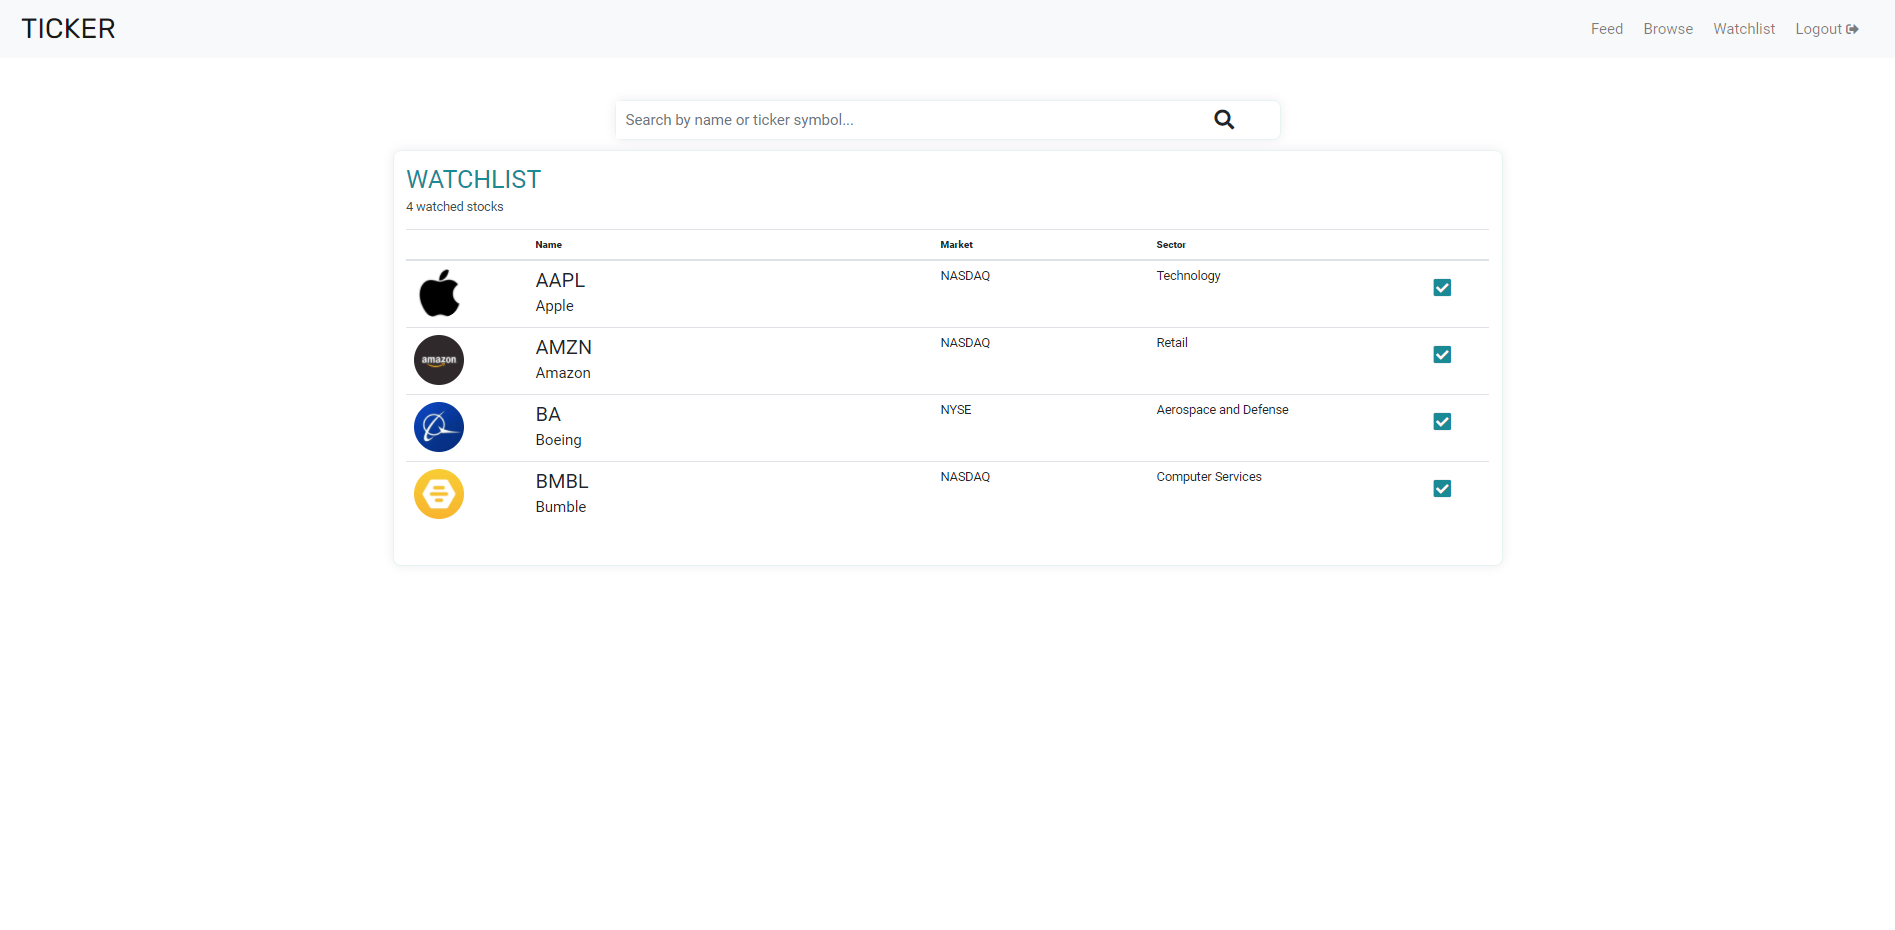 TICKER
Feed Browse Watchlist Logout
Search by name or ticker symbol...
WATCHLIST
4 watched stocks
Name Market Sector
AAPL NASDAQ Technology
Apple
amazon
AMZN NASDAQ Retail
Amazon
BA NYSE Aerospace and Defense
Boeing
BMBL NASDAQ Computer Services
Bumble